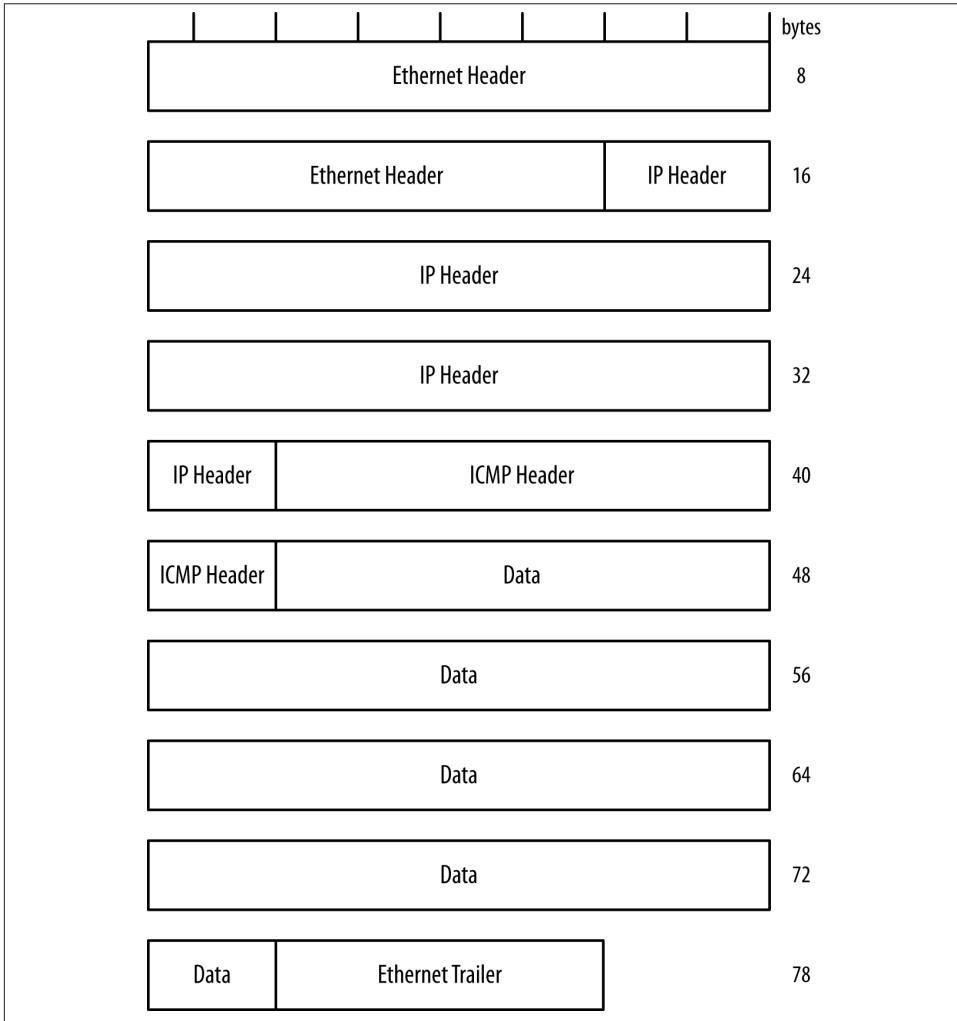 bytes
Ethernet Header 8
Ethernet Header IP Header 16
IP Header 24
IP Header 32
IP Header ICMP Header 40
ICMP Header Data 48
Data 56
Data 64
Data 72
Data Ethernet Trailer 78